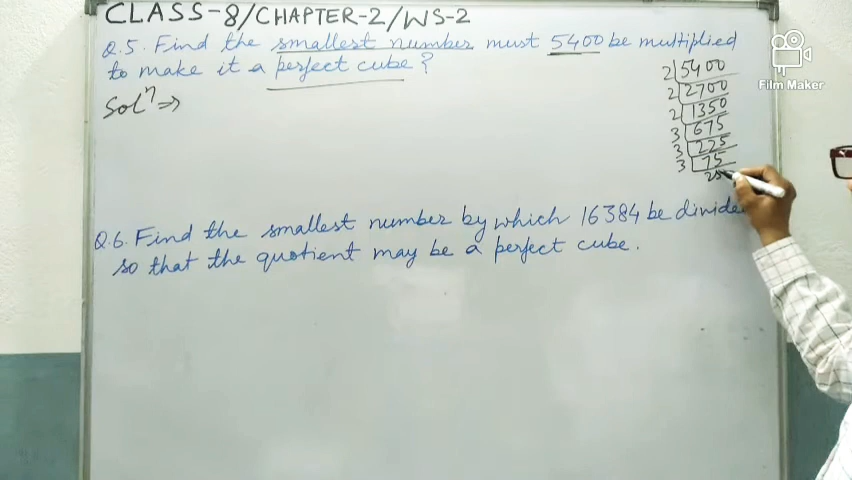 CLASS-8/CHAPTER-2/WS-2
Q.5. Find the smallest number must 5400 be multiplied
to make it a perfect cube?
Solⁿ ⇒
2 5400
2 2700
2 1350
3 675
3 225
3 75
25
Film Maker
Q.6. Find the smallest number by which 16384 be divide
so that the quotient may be a perfect cube.